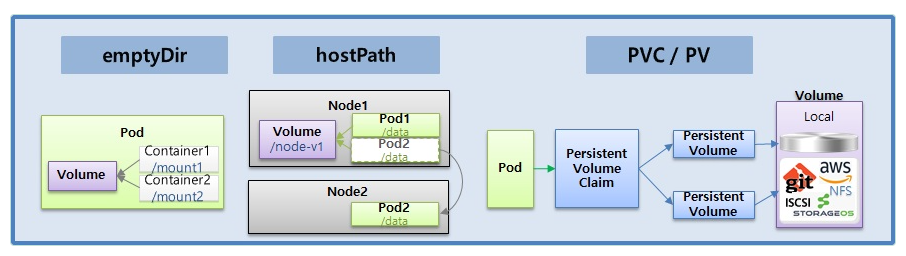 emptyDir
hostPath
PVC / PV
Pod
Volume
Container1
/mount1
Container2
/mount2
Node1
Volume
/node-v1
Pod1
/data
Pod2
/data
Node2
Pod2
/data
Pod
Persistent
Volume
Claim
Persistent
Volume
Persistent
Volume
Volume
Local
git
aws
NFS
ISCSI
STORAGEOS